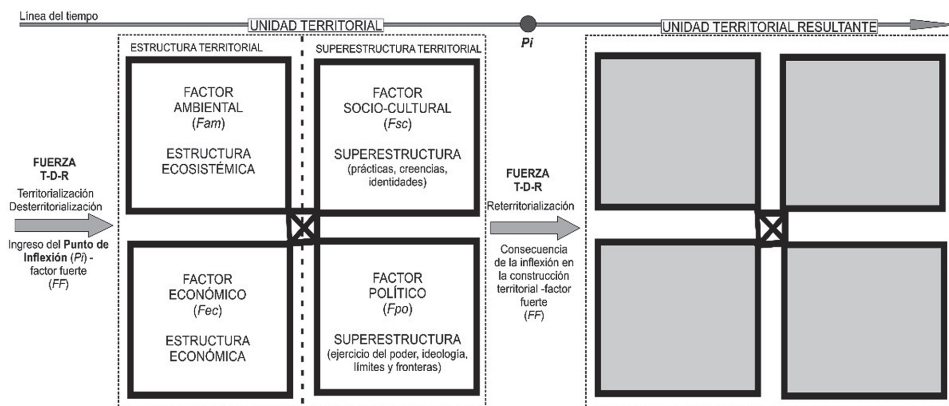 Línea del tiempo
UNIDAD TERRITORIAL
Pi
UNIDAD TERRITORIAL RESULTANTE
ESTRUCTURA TERRITORIAL
SUPERESTRUCTURA TERRITORIAL
FUERZA
T-D-R
Territorialización
Desterritorialización
Ingreso del Punto de
Inflexión (Pi) -
factor fuerte
(FF)
FACTOR
AMBIENTAL
(Fam)
ESTRUCTURA
ECOSISTÉMICA
FACTOR
SOCIO-CULTURAL
(Fsc)
SUPERESTRUCTURA
(prácticas, creencias,
identidades)
FACTOR
ECONÓMICO
(Fec)
ESTRUCTURA
ECONÓMICA
FACTOR
POLÍTICO
(Fpo)
SUPERESTRUCTURA
(ejercicio del poder, ideología,
límites y fronteras)
FUERZA
T-D-R
Reterritorialización
Consecuencia
de la inflexión en
la construcción
territorial -factor
fuerte
(FF)